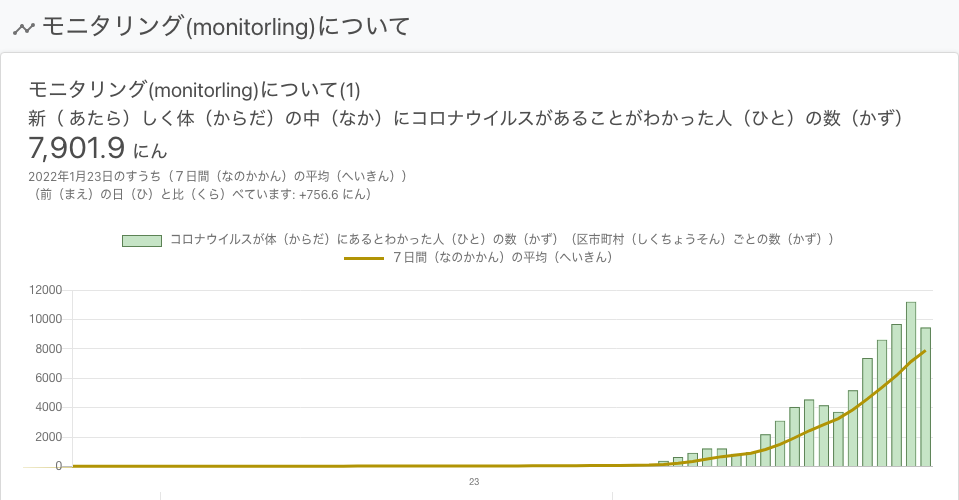 モニタリング(monitorling)について
モニタリング(monitorling)について(1)
新（ あたら）しく体（からだ）の中（なか）にコロナウイルスがあることがわかった人（ひと）の数（かず）
7,901.9 にん
2022年1月23日のすうち（７日間（なのかかん）の平均（へいきん））
（前（まえ）の日（ひ）と比（くら）べています: +756.6 にん）
コロナウイルスが体（からだ）にあるとわかった人（ひと）の数（かず）（区市町村（しくちょうそん）ごとの数（かず））
７日間（なのかかん）の平均（へいきん）
12000
10000
8000
6000
4000
2000
0
23